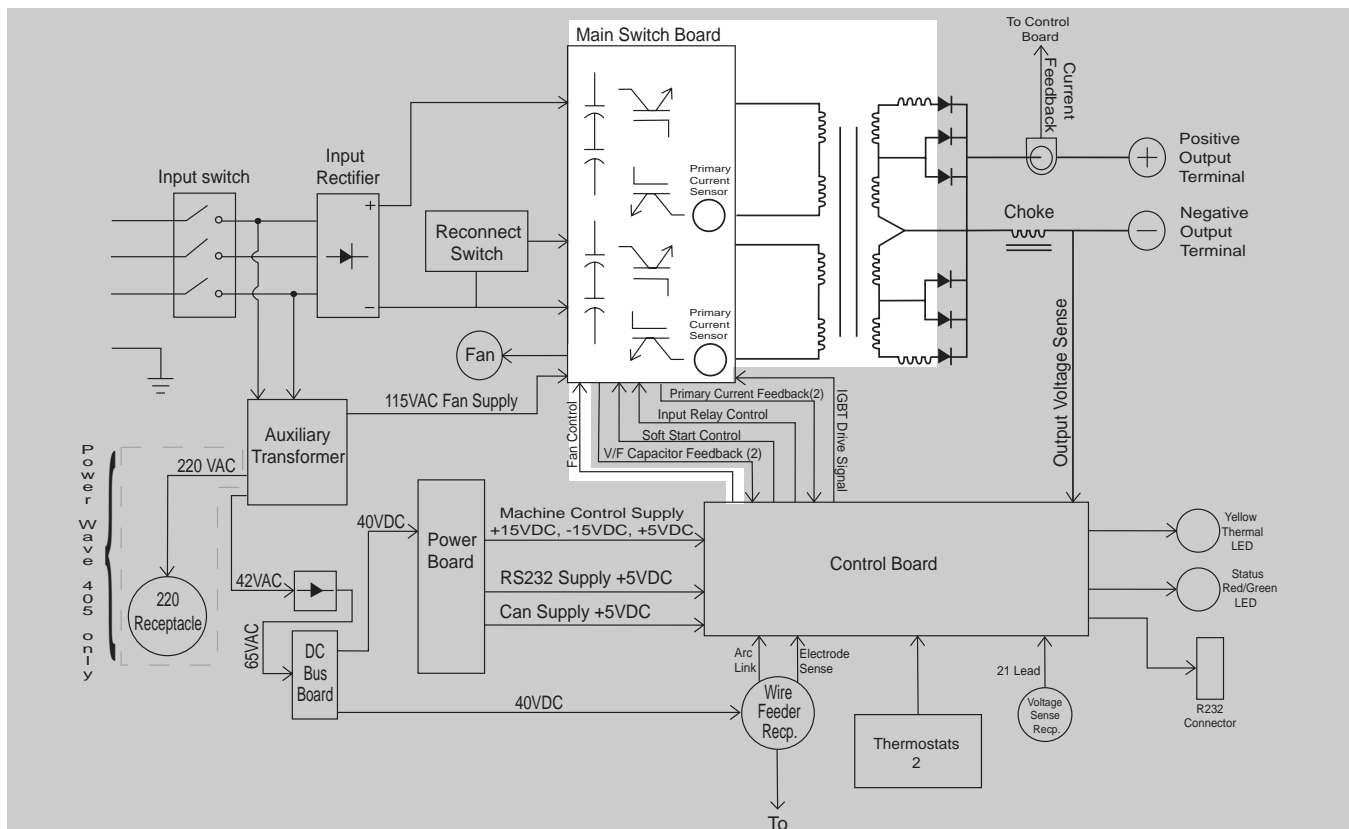 Main Switch Board
To Control
Board
Current
Feedback
Positive
Output
Terminal
+
Input
Rectifier
Input switch
+
−
Primary
Current
Sensor
Reconnect
Switch
Choke
Negative
Output
Terminal
−
Primary
Current
Sensor
Fan
115VAC Fan Supply
Primary Current Feedback(2)
Input Relay Control
Soft Start Control
V/F Capacitor Feedback (2)
Fan Control
IGBT Drive Signal
Output Voltage Sense
Auxiliary
Transformer
Power Wave 405 only
220 VAC
40VDC
42VAC
220
Receptacle
65VAC
DC
Bus
Board
Power
Board
Machine Control Supply
+15VDC, -15VDC, +5VDC
RS232 Supply +5VDC
Can Supply +5VDC
Control Board
Yellow
Thermal
LED
Status
Red/Green
LED
Arc
Link
Electrode
Sense
21 Lead
40VDC
Wire
Feeder
Recp.
Thermostats
2
Voltage
Sense
Recp.
R232
Connector
To